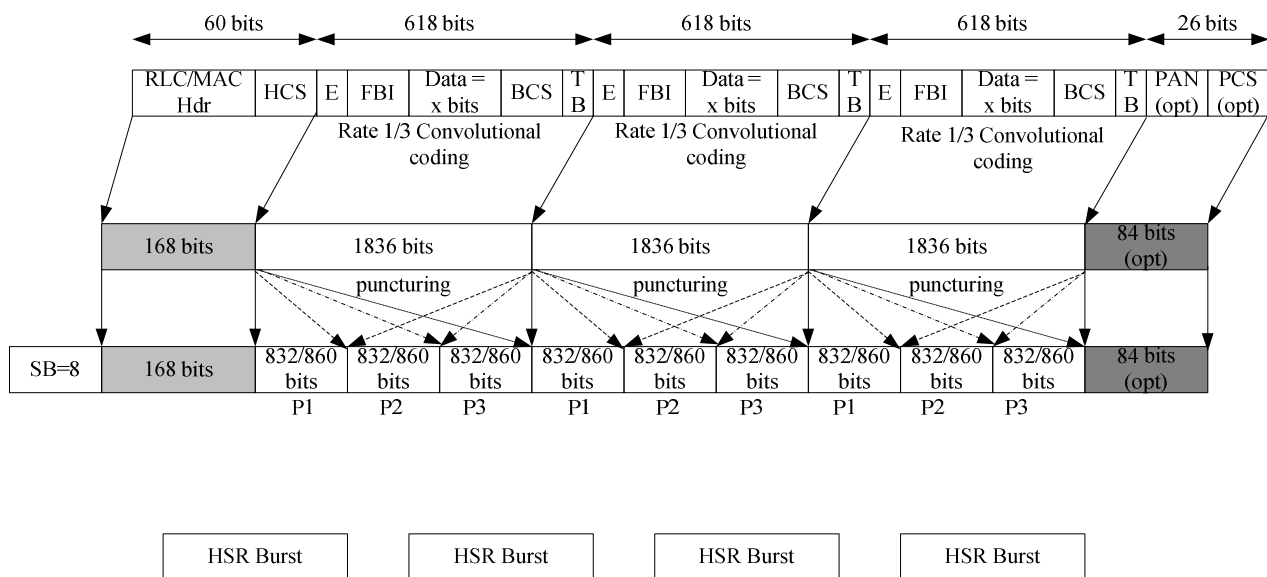 60 bits
618 bits
618 bits
618 bits
26 bits
RLC/MAC
Hdr
HCS
E
FBI
Data =
x bits
BCS
T
B
E
FBI
Data =
x bits
BCS
T
B
E
FBI
Data =
x bits
BCS
T
B
PAN
(opt)
PCS
(opt)
Rate 1/3 Convolutional
coding
Rate 1/3 Convolutional
coding
Rate 1/3 Convolutional
coding
168 bits
1836 bits
1836 bits
1836 bits
84 bits
(opt)
puncturing
puncturing
puncturing
SB=8
168 bits
832/860
bits
832/860
bits
832/860
bits
832/860
bits
832/860
bits
832/860
bits
832/860
bits
832/860
bits
832/860
bits
84 bits
(opt)
P1
P2
P3
P1
P2
P3
P1
P2
P3
HSR Burst
HSR Burst
HSR Burst
HSR Burst